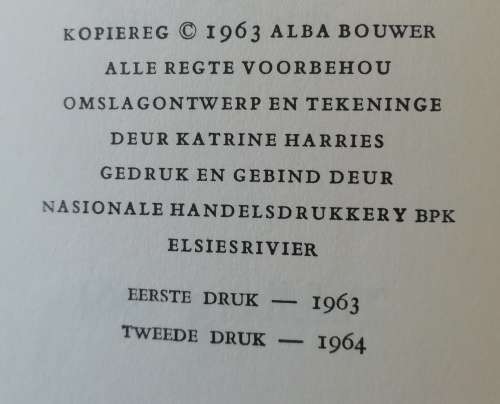 KOPIEREG © 1963 ALBA BOUWER
ALLE REGTE VOORBEHOU
OMSLAGONTWERP EN TEKENINGE
DEUR KATRINE HARRIES
GEDRUK EN GEBIND DEUR
NASIONALE HANDELSDRUKKERY BPK
ELSIESRIVIER
EERSTE DRUK — 1963
TWEEDE DRUK — 1964